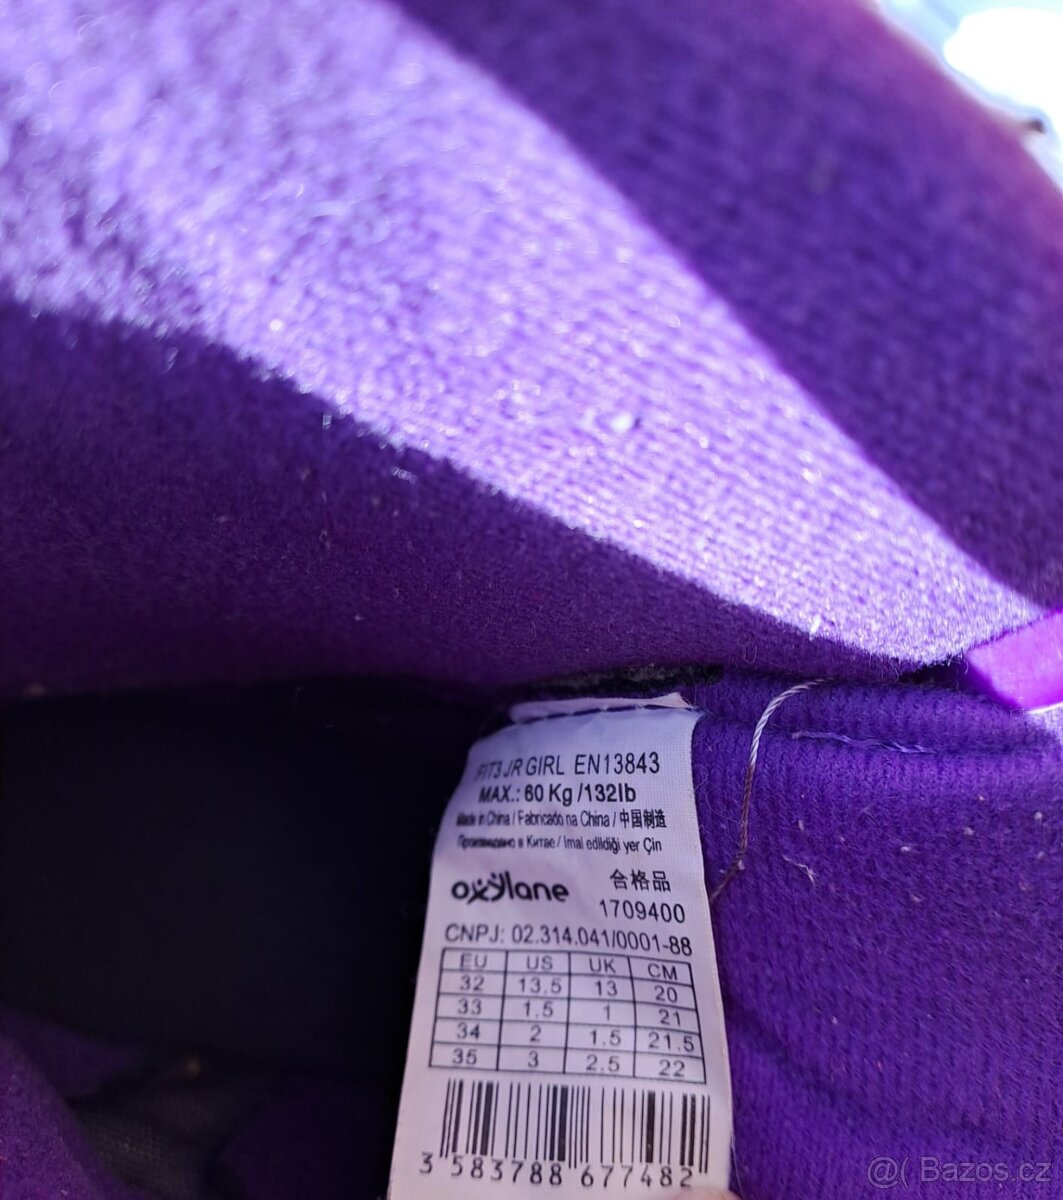 FIT3 JR GIRL EN13843
MAX.: 60 Kg /132lb
Made in China / Fabricado na China / 中国制造
Произведено в Китае / Imal edildiği yer Çin
oxylane 合格品
1709400
CNPJ: 02.314.041/0001-88
EU US UK CM
32 13.5 13 20
33 1.5 1 21
34 2 1.5 21.5
35 3 2.5 22
3 583788 677482
@( Bazos.cz